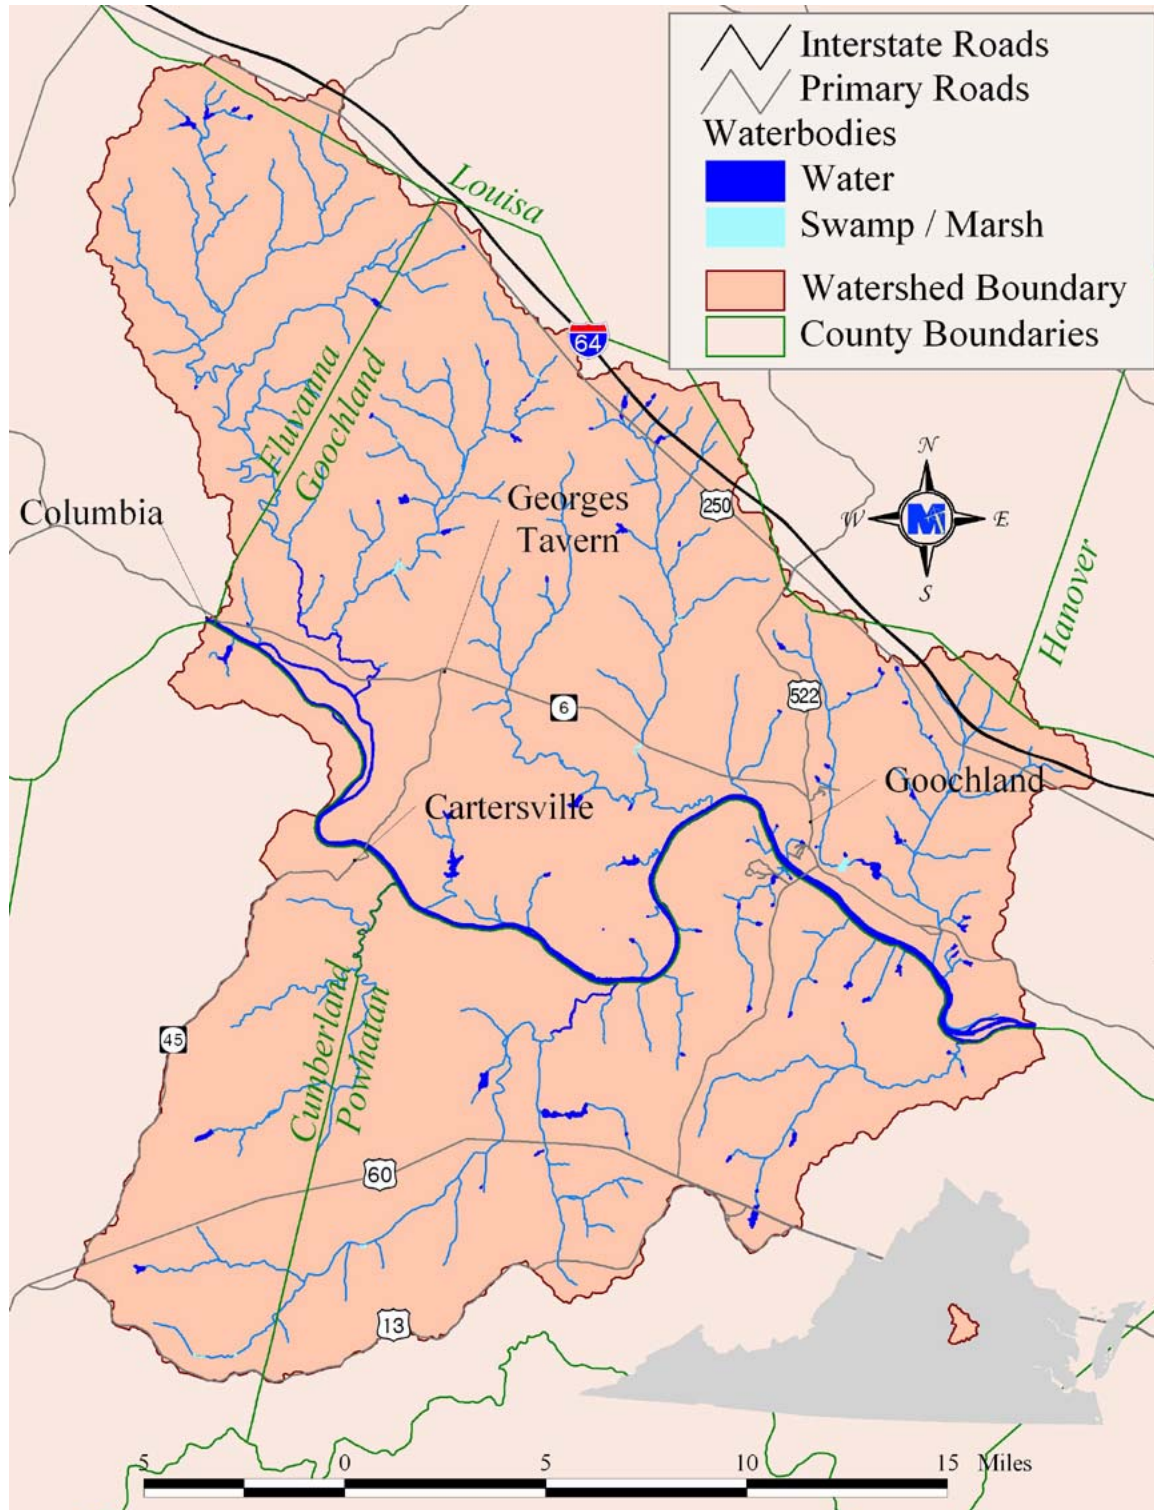 Interstate Roads
Primary Roads
Waterbodies
Water
Swamp / Marsh
Watershed Boundary
County Boundaries
Louisa
64
Fluvanna
Goochland
Columbia
Georges
Tavern
250
N
W
M
E
S
Hanover
522
6
Goochland
Cartersville
Cumberland
Powhatan
45
60
13
5 0 5 10 15 Miles